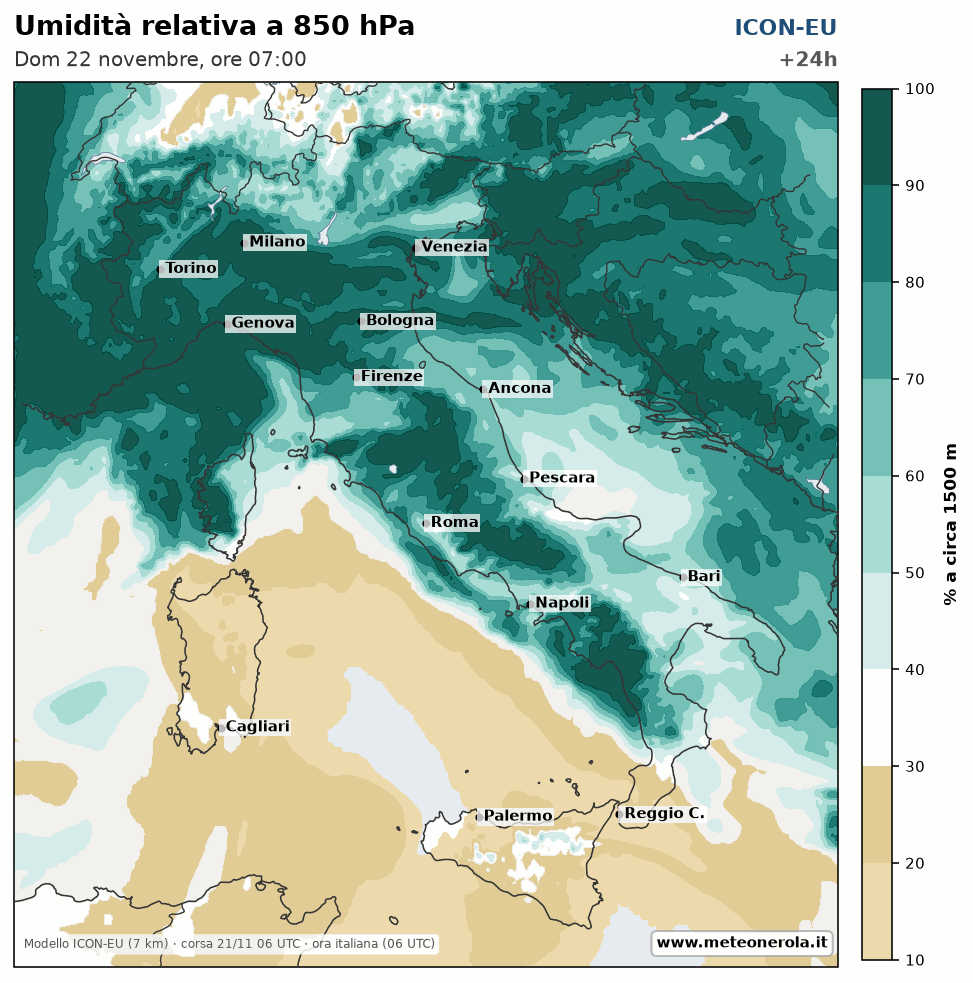 Umidità relativa a 850 hPa
ICON-EU
Dom 22 novembre, ore 07:00
+24h
Milano
Venezia
Torino
Genova
Bologna
Firenze
Ancona
Pescara
Roma
Bari
Napoli
Cagliari
Palermo
Reggio C.
100
90
80
70
60
50
40
30
20
10
% a circa 1500 m
Modello ICON-EU (7 km) · corsa 21/11 06 UTC · ora italiana (06 UTC)
www.meteonerola.it